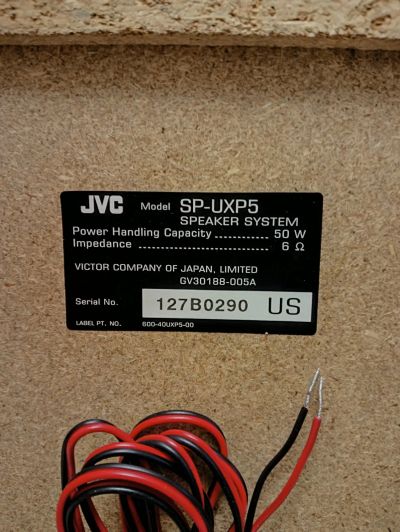 JVC Model SP-UXP5
SPEAKER SYSTEM
Power Handling Capacity ............ 50 W
Impedance ............................ 6 Ω
VICTOR COMPANY OF JAPAN, LIMITED
GV30188-005A
Serial No. 127B0290 US
LABEL PT. NO. 600-40UXP5-00